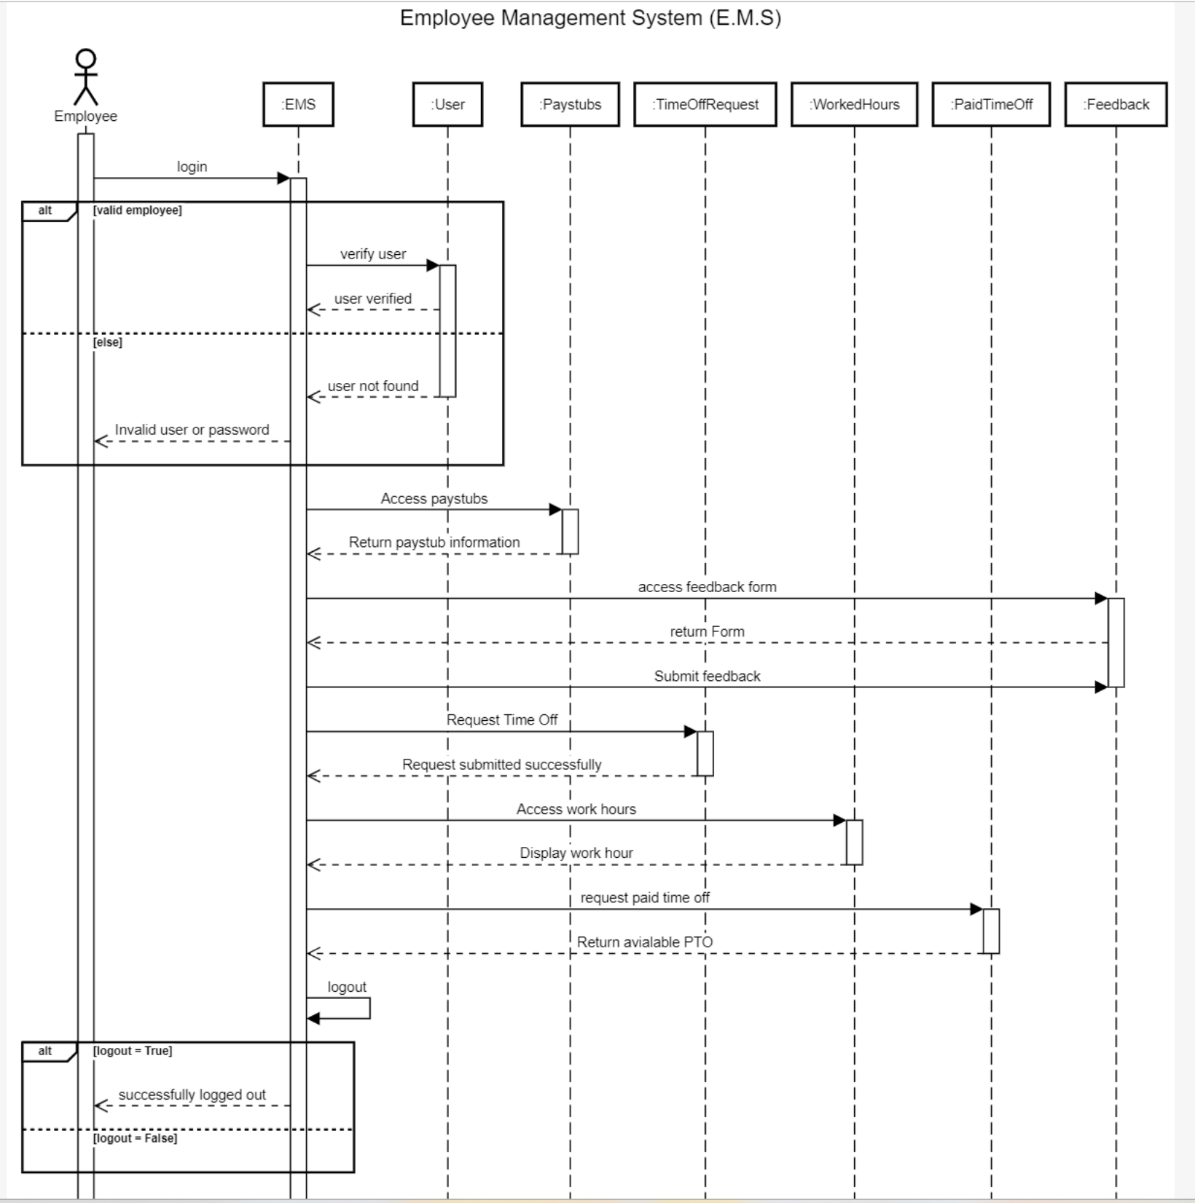 Employee Management System (E.M.S)
Employee
:EMS
:User
:Paystubs
:TimeOffRequest
:WorkedHours
:PaidTimeOff
:Feedback
login
alt
[valid employee]
verify user
user verified
[else]
user not found
Invalid user or password
Access paystubs
Return paystub information
access feedback form
return Form
Submit feedback
Request Time Off
Request submitted successfully
Access work hours
Display work hour
request paid time off
Return avialable PTO
logout
alt
[logout = True]
successfully logged out
[logout = False]